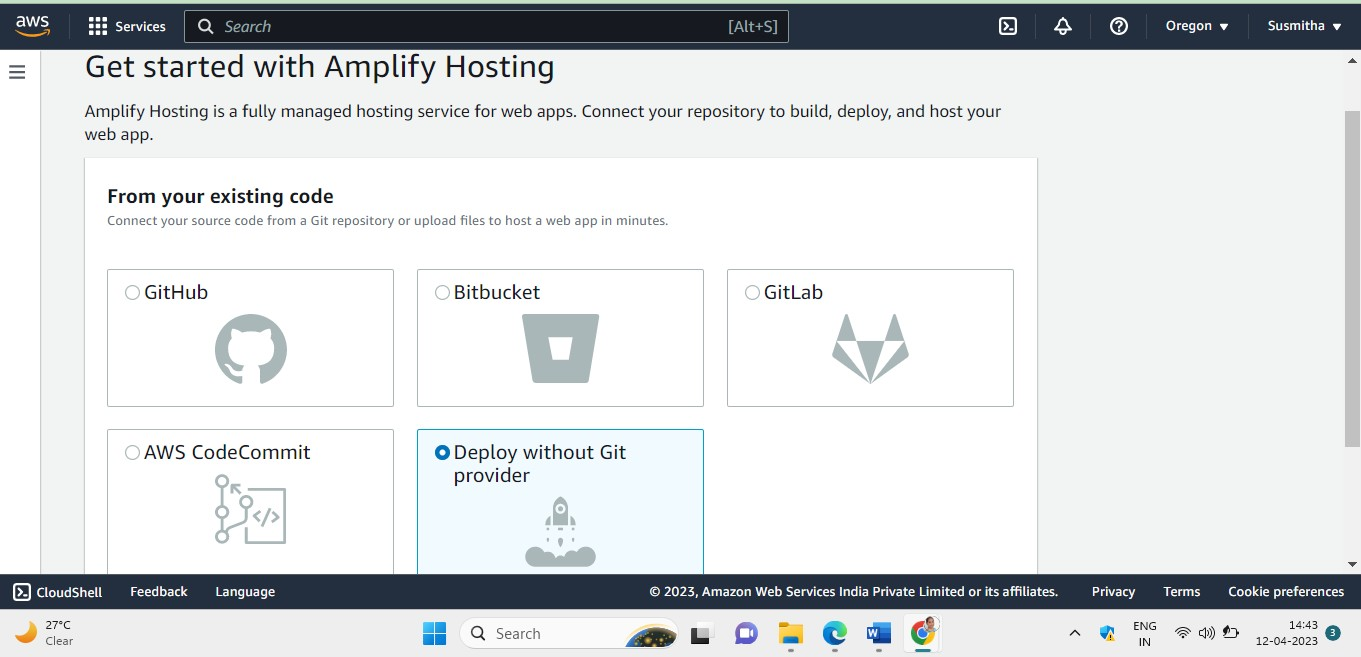 aws
Services
Search
[Alt+S]
Oregon
Susmitha
Get started with Amplify Hosting
Amplify Hosting is a fully managed hosting service for web apps. Connect your repository to build, deploy, and host your
web app.
From your existing code
Connect your source code from a Git repository or upload files to host a web app in minutes.
GitHub
Bitbucket
GitLab
AWS CodeCommit
Deploy without Git
provider
CloudShell
Feedback
Language
© 2023, Amazon Web Services India Private Limited or its affiliates.
Privacy
Terms
Cookie preferences
27°C
Clear
Search
ENG
IN
14:43
12-04-2023
3